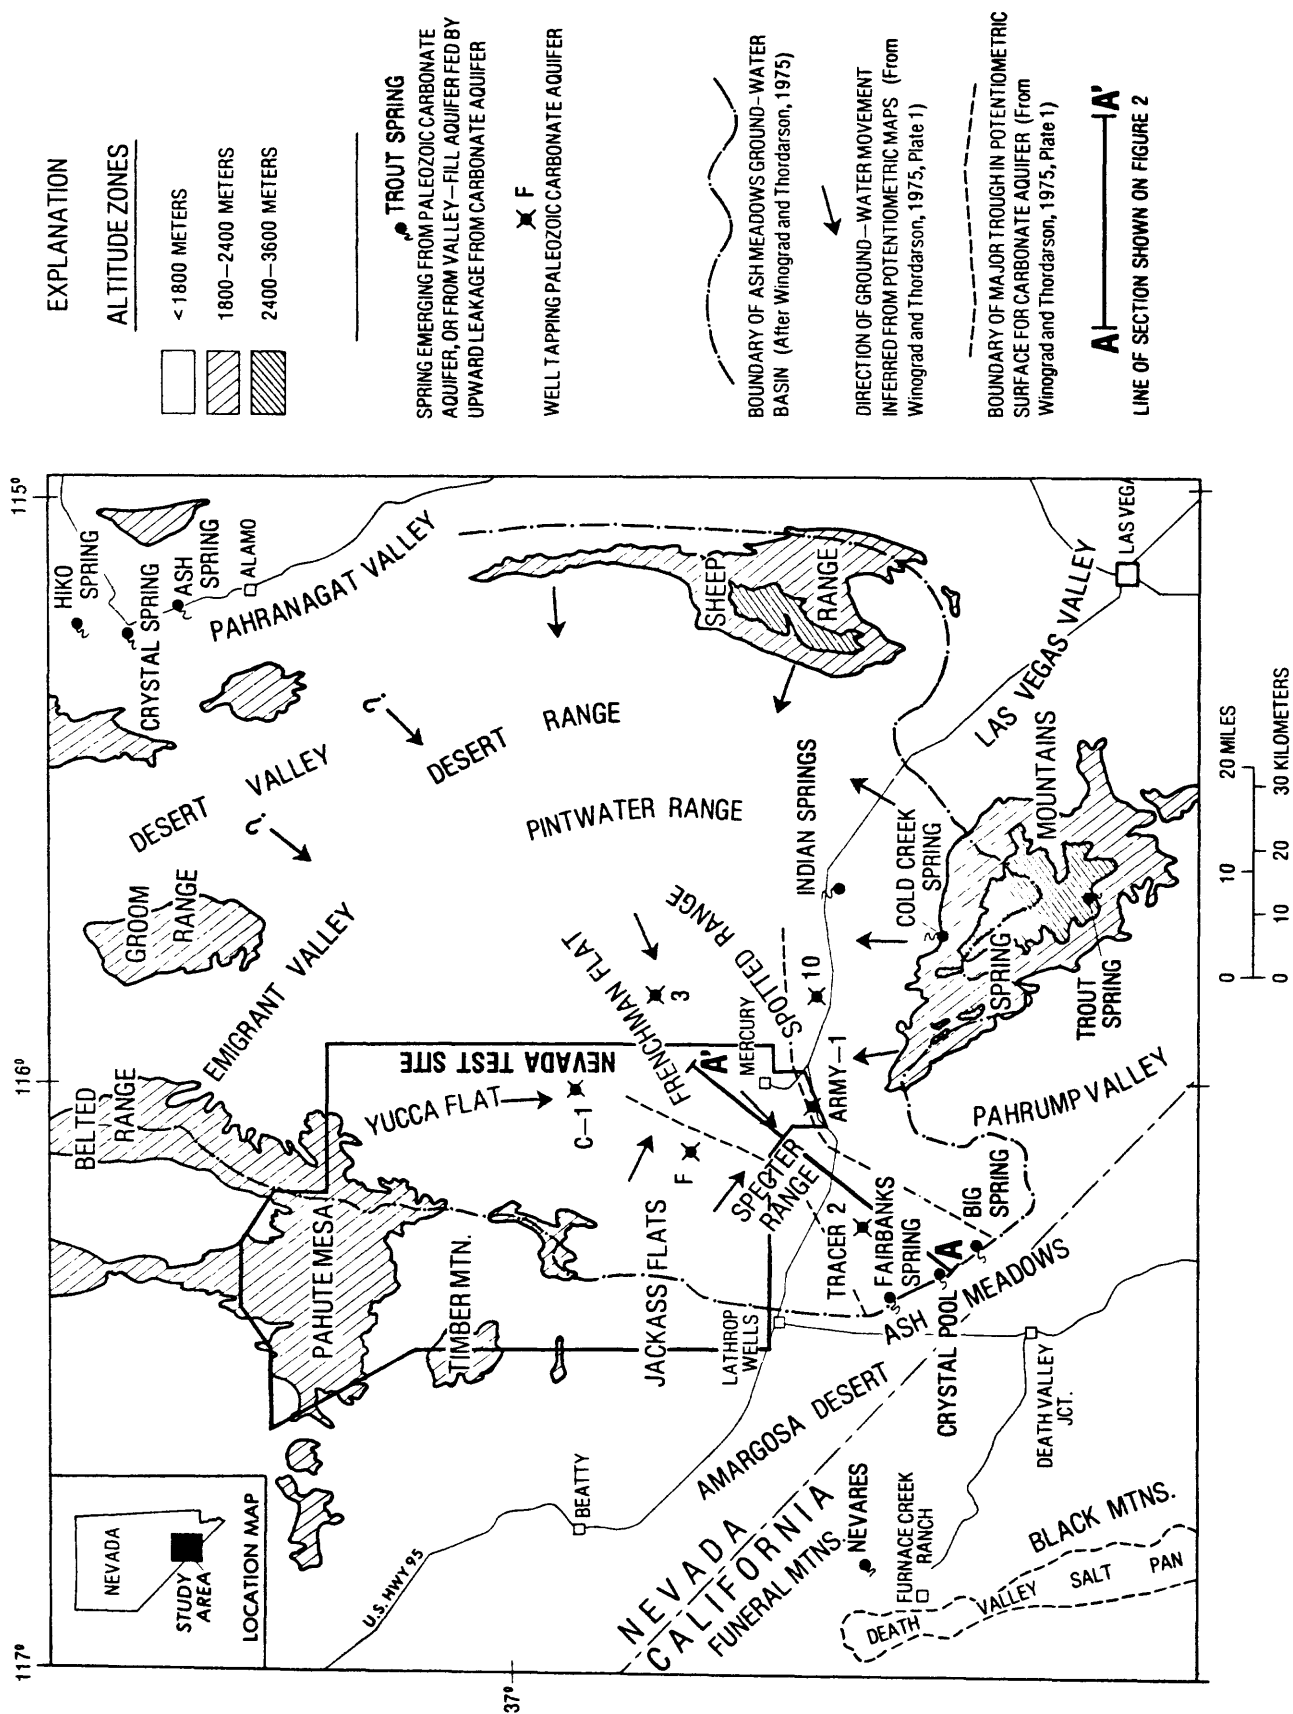 EXPLANATION
ALTITUDE ZONES
<1800 METERS
1800–2400 METERS
2400–3600 METERS
TROUT SPRING
SPRING EMERGING FROM PALEOZOIC CARBONATE
AQUIFER, OR FROM VALLEY–FILL AQUIFER FED BY
UPWARD LEAKAGE FROM CARBONATE AQUIFER
F
WELL TAPPING PALEOZOIC CARBONATE AQUIFER
BOUNDARY OF ASH MEADOWS GROUND–WATER
BASIN (After Winograd and Thordarson, 1975)
DIRECTION OF GROUND–WATER MOVEMENT
INFERRED FROM POTENTIOMETRIC MAPS (From
Winograd and Thordarson, 1975, Plate 1)
BOUNDARY OF MAJOR TROUGH IN POTENTIOMETRIC
SURFACE FOR CARBONATE AQUIFER (From
Winograd and Thordarson, 1975, Plate 1)
A A'
LINE OF SECTION SHOWN ON FIGURE 2
117°
116°
115°
37°
NEVADA
STUDY
AREA
LOCATION MAP
BELTED
RANGE
GROOM
RANGE
HIKO
SPRING
CRYSTAL SPRING
ASH
SPRING
ALAMO
PAHRANAGAT VALLEY
DESERT VALLEY
?
?
EMIGRANT VALLEY
PAHUTE MESA
TIMBER MTN.
YUCCA FLAT
C–1
NEVADA TEST SITE
DESERT RANGE
PINTWATER RANGE
SHEEP
RANGE
U.S. HWY 95
BEATTY
JACKASS FLATS
F
FRENCHMAN FLAT
3
SPOTTED RANGE
A'
MERCURY
10
INDIAN SPRINGS
LATHROP
WELLS
SPECTER
RANGE
ARMY–1
COLD CREEK
SPRING
LAS VEGAS VALLEY
LAS VEGA
TRACER 2
FAIRBANKS
SPRING
A
BIG
SPRING
ASH MEADOWS
CRYSTAL POOL
AMARGOSA DESERT
PAHRUMP VALLEY
SPRING
MOUNTAINS
TROUT
SPRING
NEVADA
CALIFORNIA
FUNERAL MTNS.
NEVARES
FURNACE CREEK
RANCH
DEATH VALLEY
JCT.
BLACK MTNS.
DEATH VALLEY SALT PAN
0 10 20 MILES
0 10 20 30 KILOMETERS